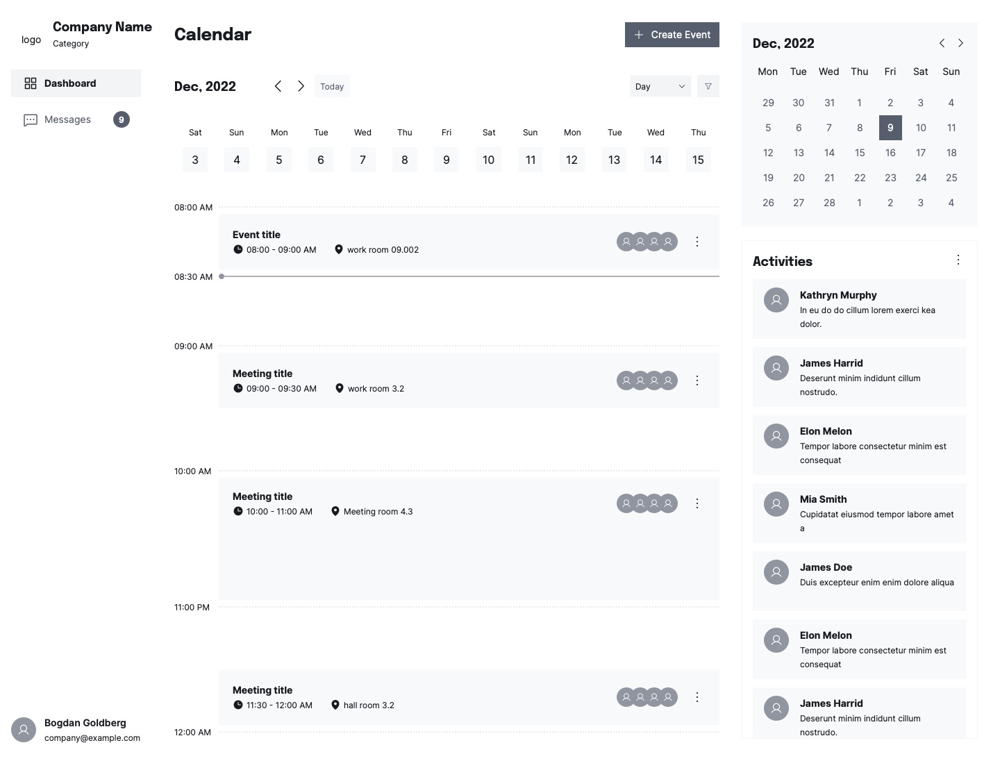 logo
Company Name
Category
Dashboard
Messages
9
Bogdan Goldberg
company@example.com
Calendar
Create Event
Dec, 2022
Today
Day
Sat Sun Mon Tue Wed Thu Fri Sat Sun Mon Tue Wed Thu
3 4 5 6 7 8 9 10 11 12 13 14 15
08:00 AM
Event title
08:00 - 09:00 AM work room 09.002
08:30 AM
09:00 AM
Meeting title
09:00 - 09:30 AM work room 3.2
10:00 AM
Meeting title
10:00 - 11:00 AM Meeting room 4.3
11:00 PM
Meeting title
11:30 - 12:00 AM hall room 3.2
12:00 AM
Dec, 2022
Mon Tue Wed Thu Fri Sat Sun
29 30 31 1 2 3 4
5 6 7 8 9 10 11
12 13 14 15 16 17 18
19 20 21 22 23 24 25
26 27 28 1 2 3 4
Activities
Kathryn Murphy
In eu do do cillum lorem exerci kea
dolor.
James Harrid
Deserunt minim indidunt cillum
nostrudo.
Elon Melon
Tempor labore consectetur minim est
consequat
Mia Smith
Cupidatat eiusmod tempor labore amet
a
James Doe
Duis excepteur enim enim dolore aliqua
Elon Melon
Tempor labore consectetur minim est
consequat
James Harrid
Deserunt minim indidunt cillum
nostrudo.